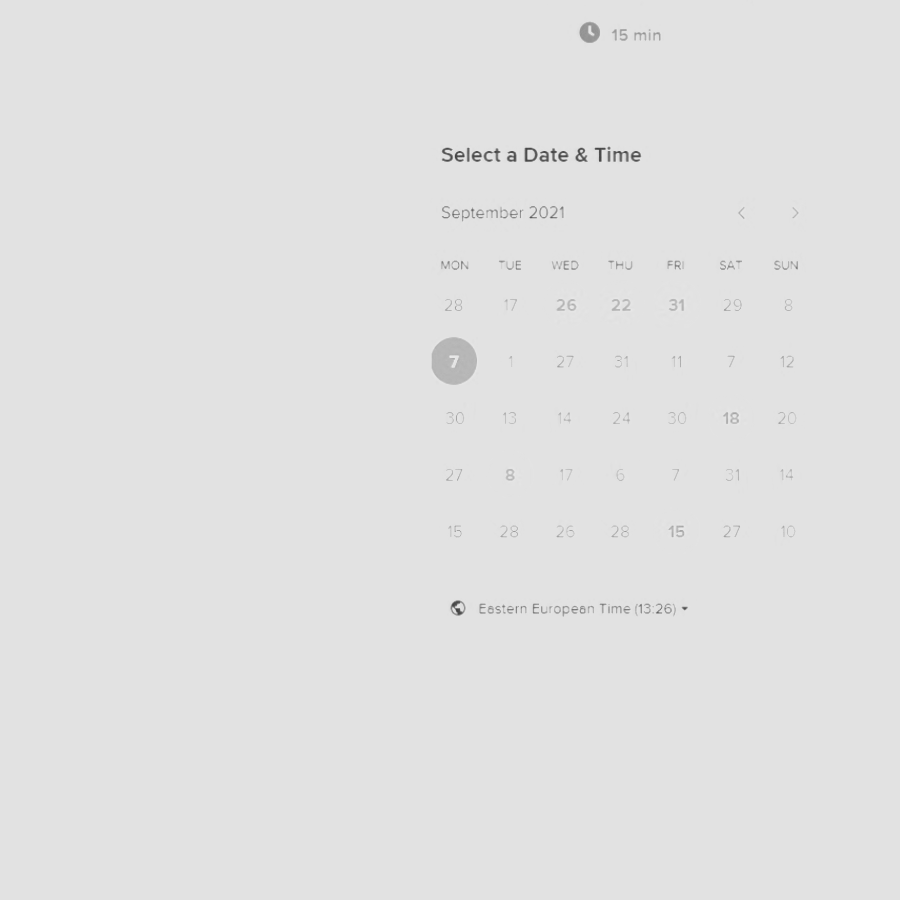 15 min
Select a Date & Time
September 2021
MON TUE WED THU FRI SAT SUN
28 17 26 22 31 29 8
7 1 27 31 11 7 12
30 13 14 24 30 18 20
27 8 17 6 7 31 14
15 28 26 28 15 27 10
Eastern European Time (13:26)